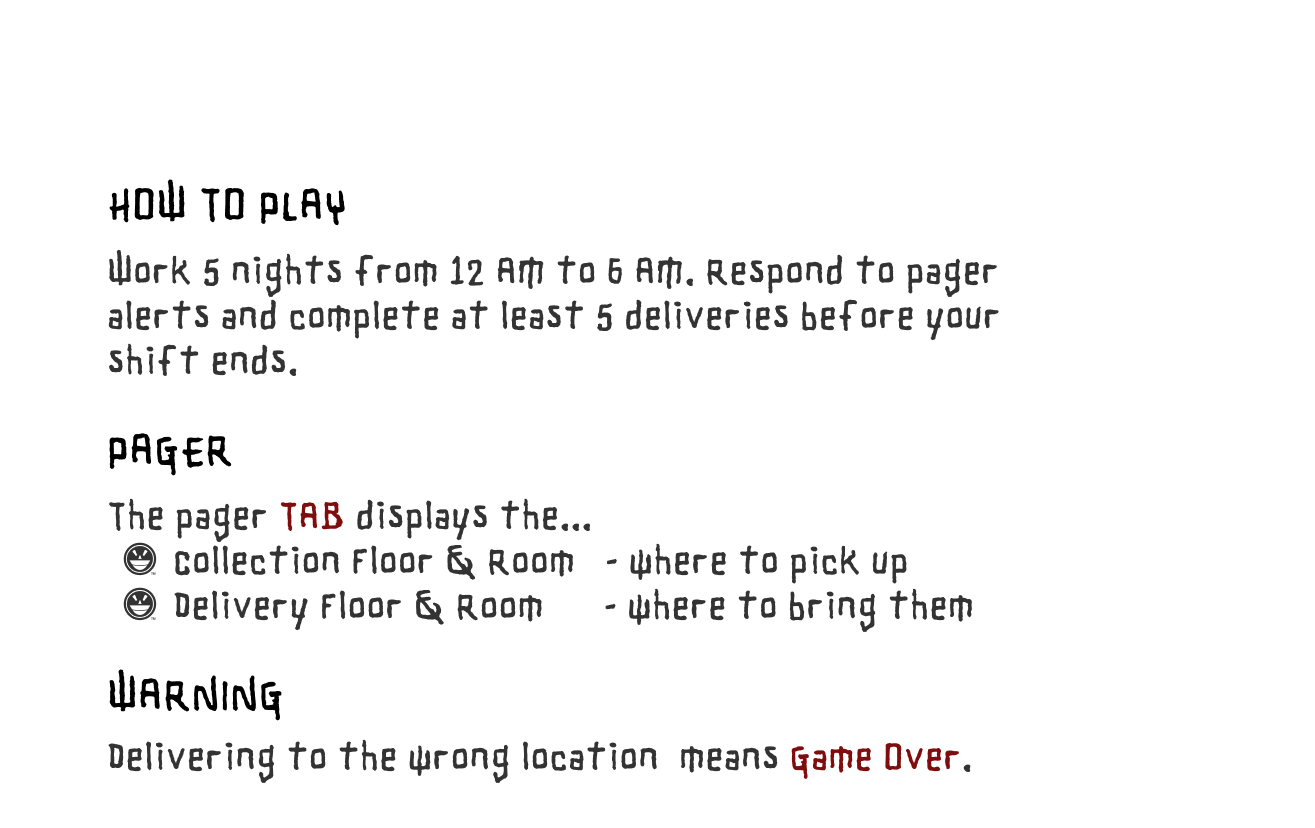 HOW TO PLAY
Work 5 nights from 12 AM to 6 AM. Respond to pager
alerts and complete at least 5 deliveries before your
shift ends.
PAGER
The pager TAB displays the...
Collection Floor & Room - where to pick up
Delivery Floor & Room - where to bring them
WARNING
Delivering to the wrong location means Game Over.